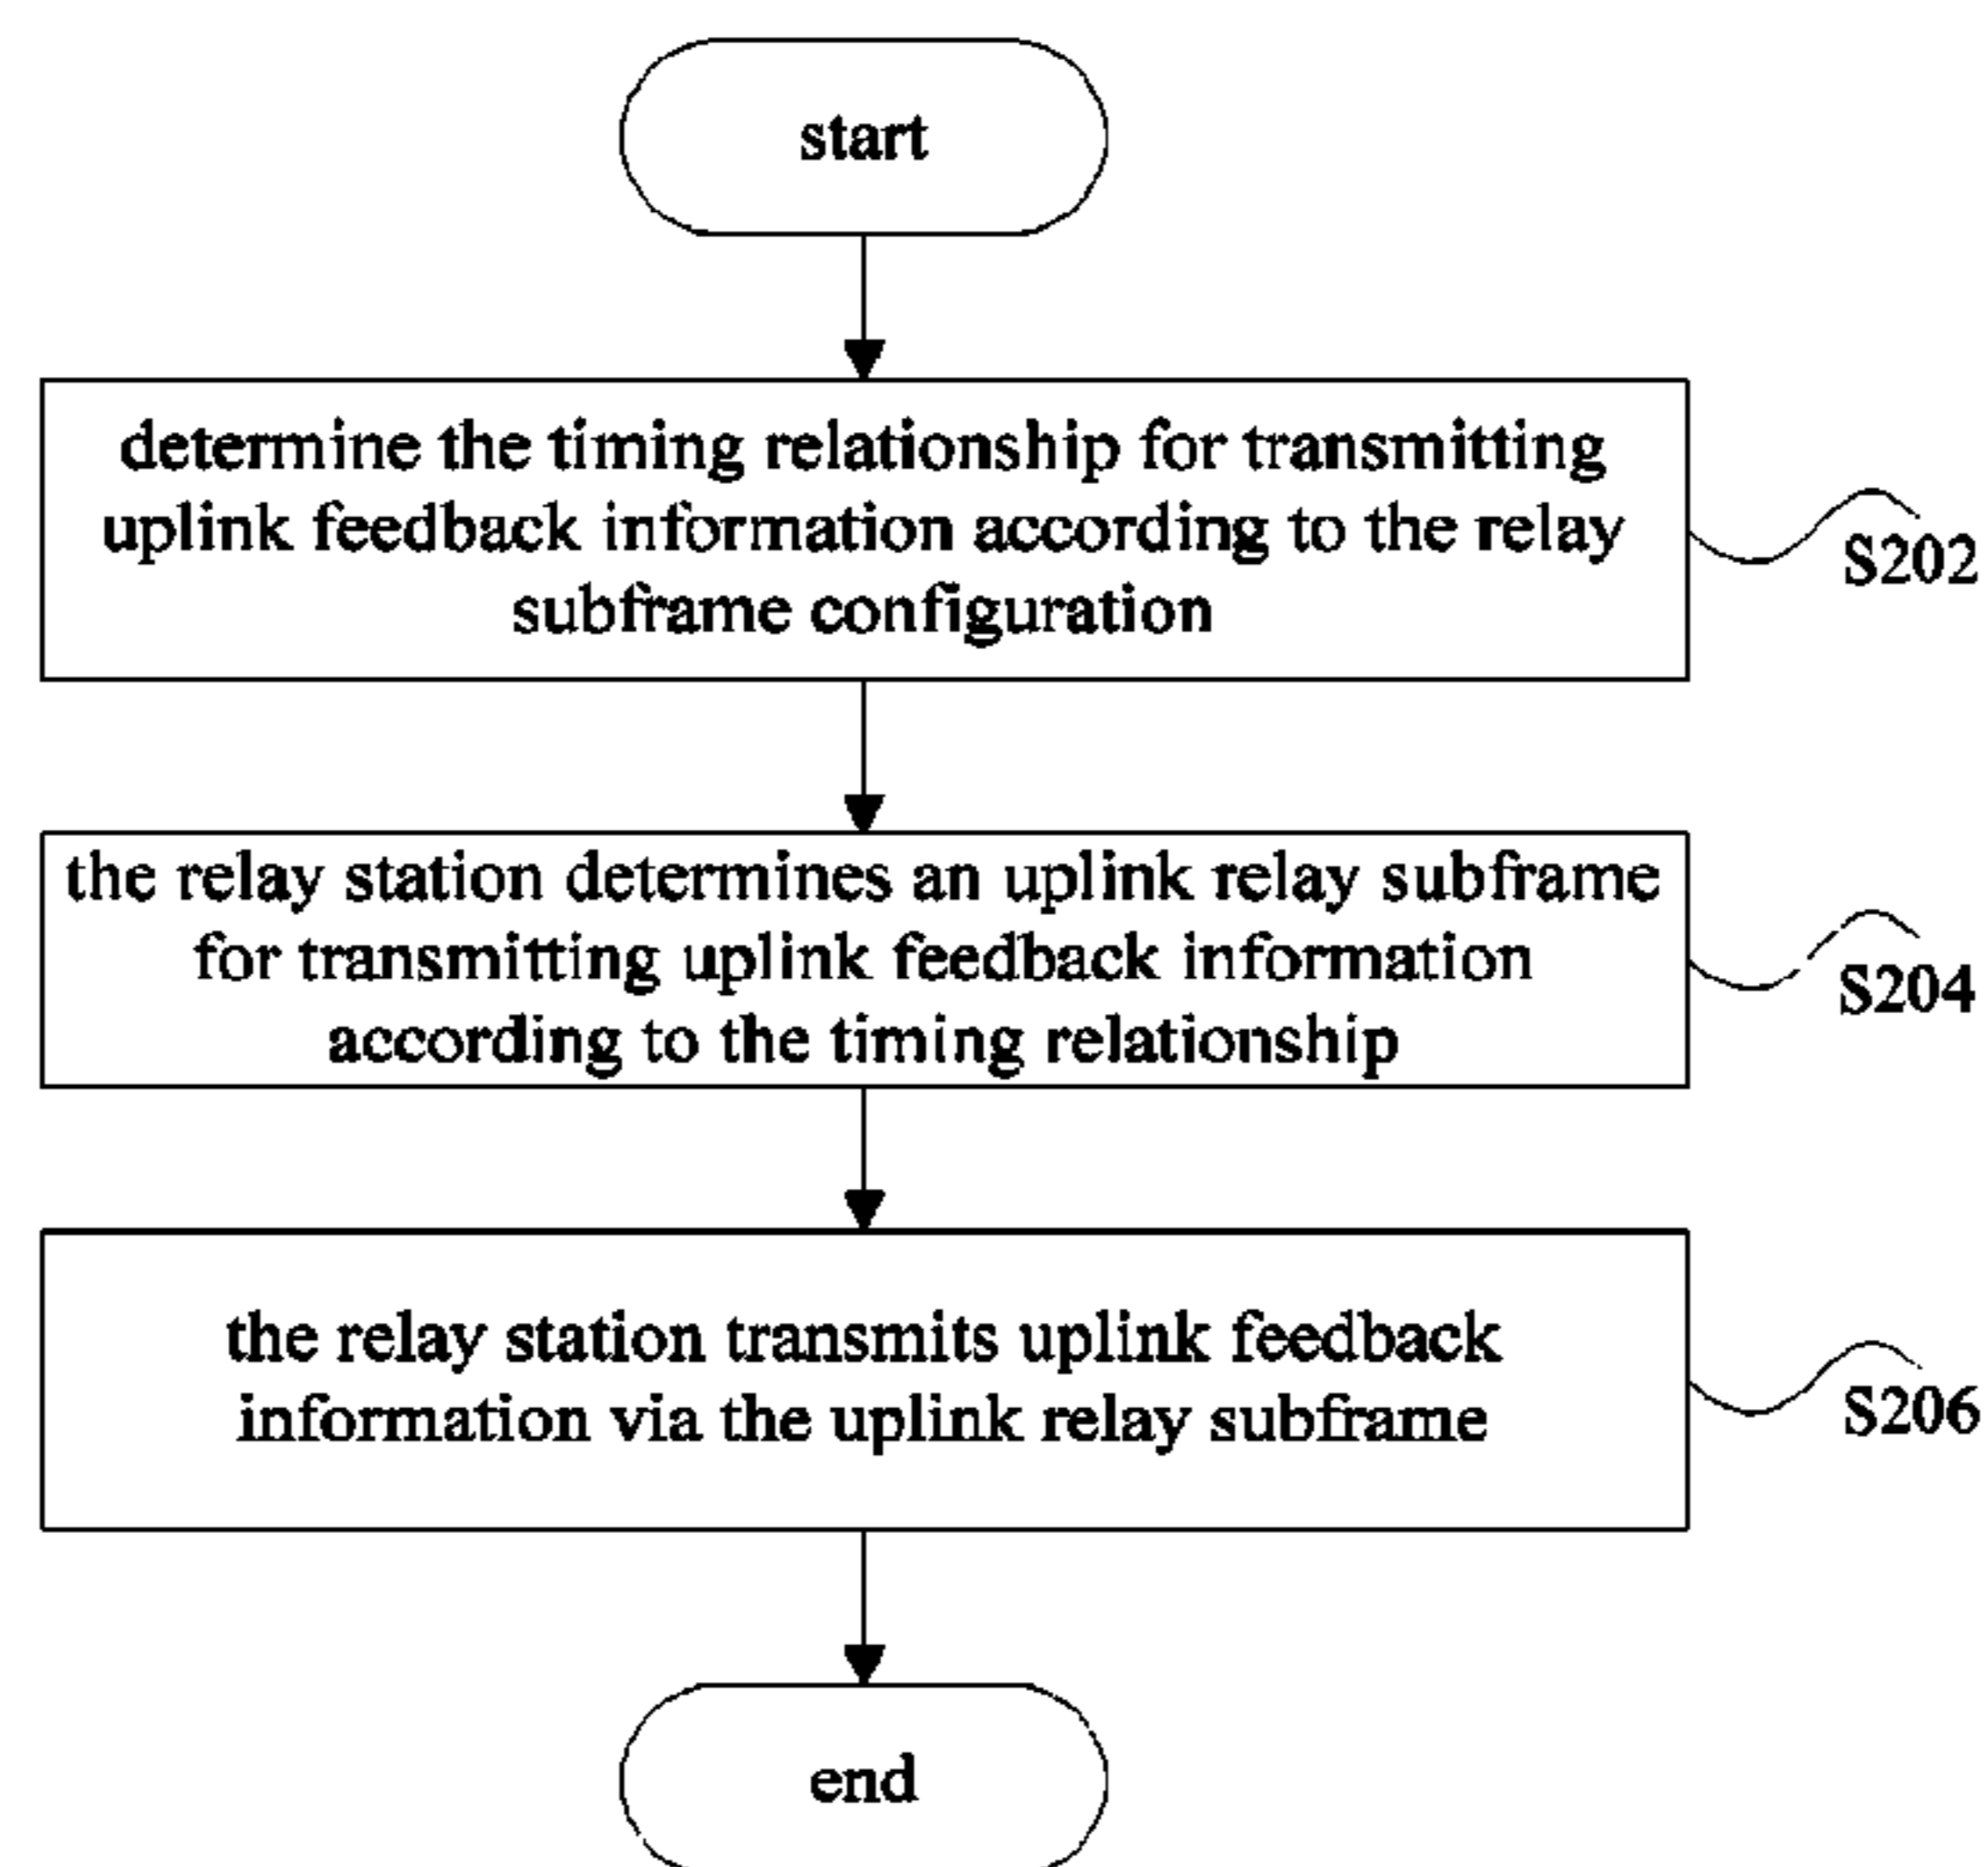 start
determine the timing relationship for transmitting
uplink feedback information according to the relay
subframe configuration
S202
the relay station determines an uplink relay subframe
for transmitting uplink feedback information
according to the timing relationship
S204
the relay station transmits uplink feedback
information via the uplink relay subframe
S206
end